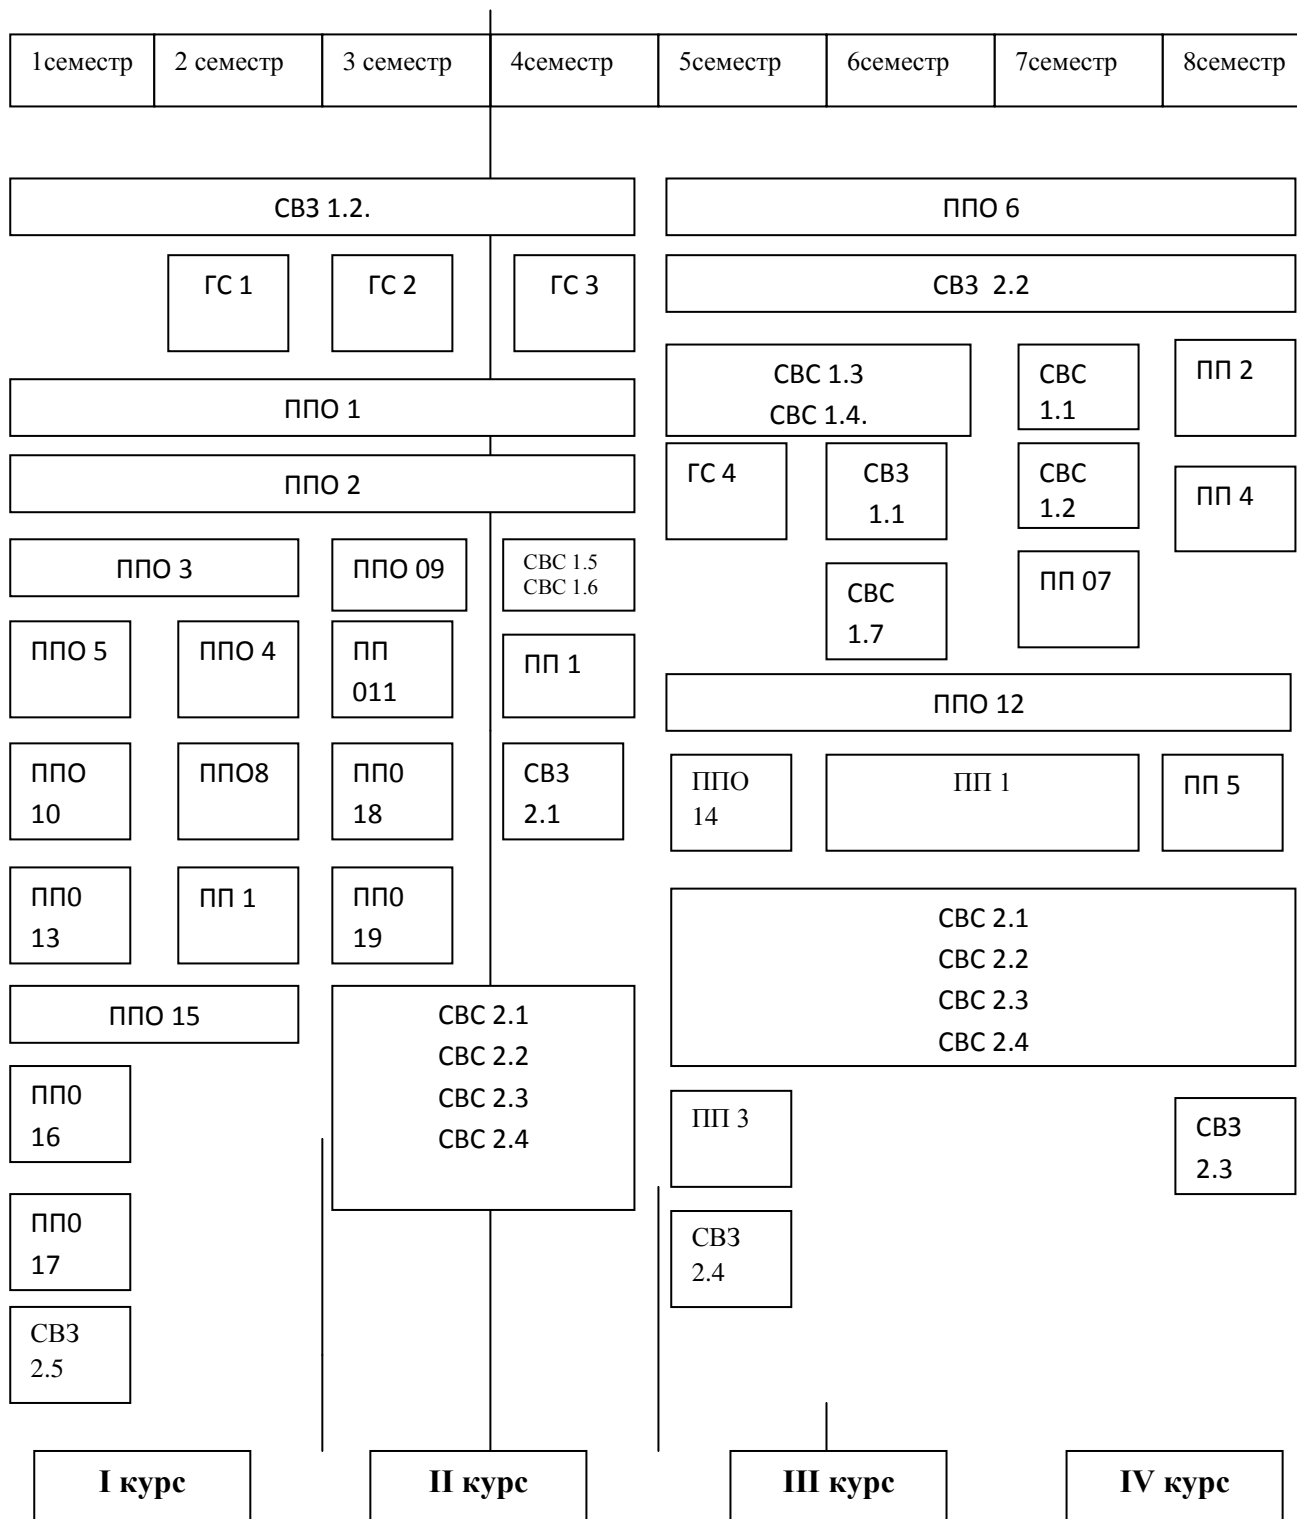 1семестр
2 семестр
3 семестр
4семестр
5семестр
6семестр
7семестр
8семестр
СВЗ 1.2.
ППО 6
ГС 1
ГС 2
ГС 3
СВЗ 2.2
СВС 1.3
СВС 1.4.
СВС
1.1
ПП 2
ППО 1
ППО 2
ГС 4
СВЗ
1.1
СВС
1.2
ПП 4
ППО 3
ППО 09
СВС 1.5
СВС 1.6
СВС
1.7
ПП 07
ППО 5
ППО 4
ПП
011
ПП 1
ППО 12
ППО
10
ППО8
ПП0
18
СВЗ
2.1
ППО
14
ПП 1
ПП 5
ПП0
13
ПП 1
ПП0
19
СВС 2.1
СВС 2.2
СВС 2.3
СВС 2.4
ППО 15
СВС 2.1
СВС 2.2
СВС 2.3
СВС 2.4
ПП0
16
ПП 3
СВЗ
2.3
ПП0
17
СВЗ
2.4
СВЗ
2.5
I курс
II курс
III курс
IV курс